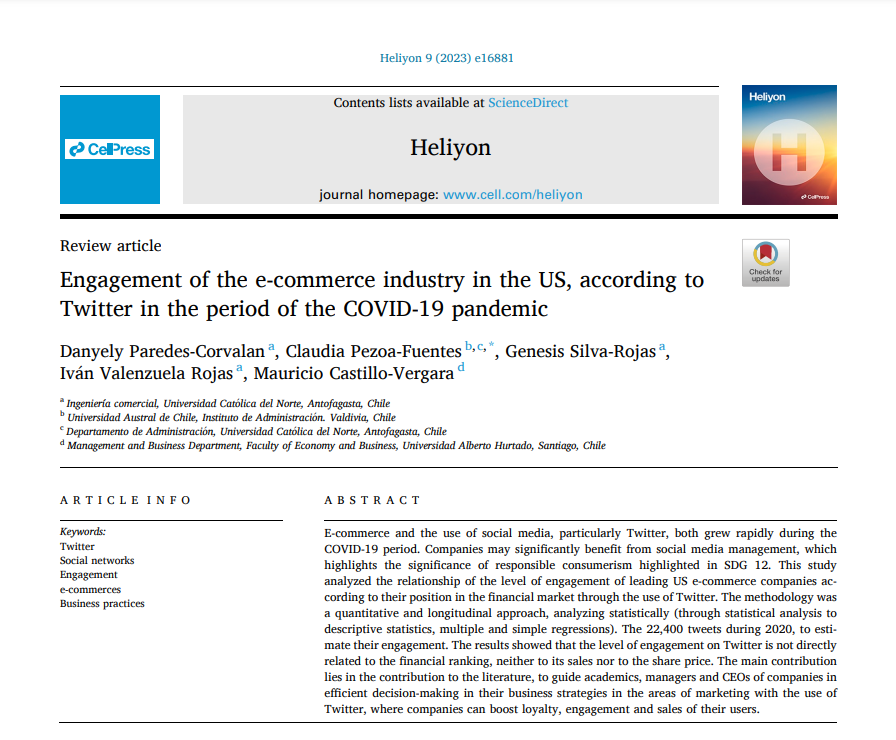 Heliyon 9 (2023) e16881
CellPress
Contents lists available at ScienceDirect
Heliyon
journal homepage: www.cell.com/heliyon
Heliyon
H
CelPress
Review article
Check for
updates
Engagement of the e-commerce industry in the US, according to
Twitter in the period of the COVID-19 pandemic
Danyely Paredes-Corvalan a, Claudia Pezoa-Fuentes b,c,*, Genesis Silva-Rojas a,
Iván Valenzuela Rojas a, Mauricio Castillo-Vergara d
a Ingeniería comercial, Universidad Católica del Norte, Antofagasta, Chile
b Universidad Austral de Chile, Instituto de Administración. Valdivia, Chile
c Departamento de Administración, Universidad Católica del Norte, Antofagasta, Chile
d Management and Business Department, Faculty of Economy and Business, Universidad Alberto Hurtado, Santiago, Chile
ARTICLE INFO
Keywords:
Twitter
Social networks
Engagement
e-commerces
Business practices
ABSTRACT
E-commerce and the use of social media, particularly Twitter, both grew rapidly during the
COVID-19 period. Companies may significantly benefit from social media management, which
highlights the significance of responsible consumerism highlighted in SDG 12. This study
analyzed the relationship of the level of engagement of leading US e-commerce companies ac-
cording to their position in the financial market through the use of Twitter. The methodology was
a quantitative and longitudinal approach, analyzing statistically (through statistical analysis to
descriptive statistics, multiple and simple regressions). The 22,400 tweets during 2020, to esti-
mate their engagement. The results showed that the level of engagement on Twitter is not directly
related to the financial ranking, neither to its sales nor to the share price. The main contribution
lies in the contribution to the literature, to guide academics, managers and CEOs of companies in
efficient decision-making in their business strategies in the areas of marketing with the use of
Twitter, where companies can boost loyalty, engagement and sales of their users.